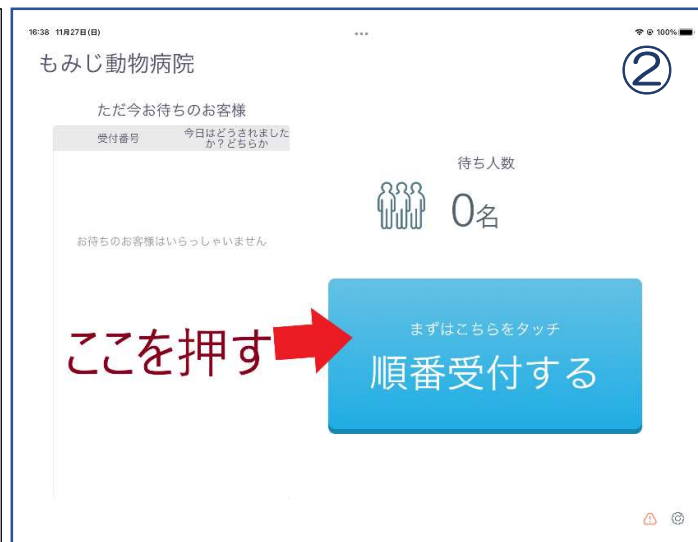 16:38 11月27日(日)
100%
②
もみじ動物病院
ただ今お待ちのお客様
受付番号
今日はどうされました
か？どちらか
待ち人数
0名
お待ちのお客様はいらっしゃいません
ここを押す
まずはこちらをタッチ
順番受付する